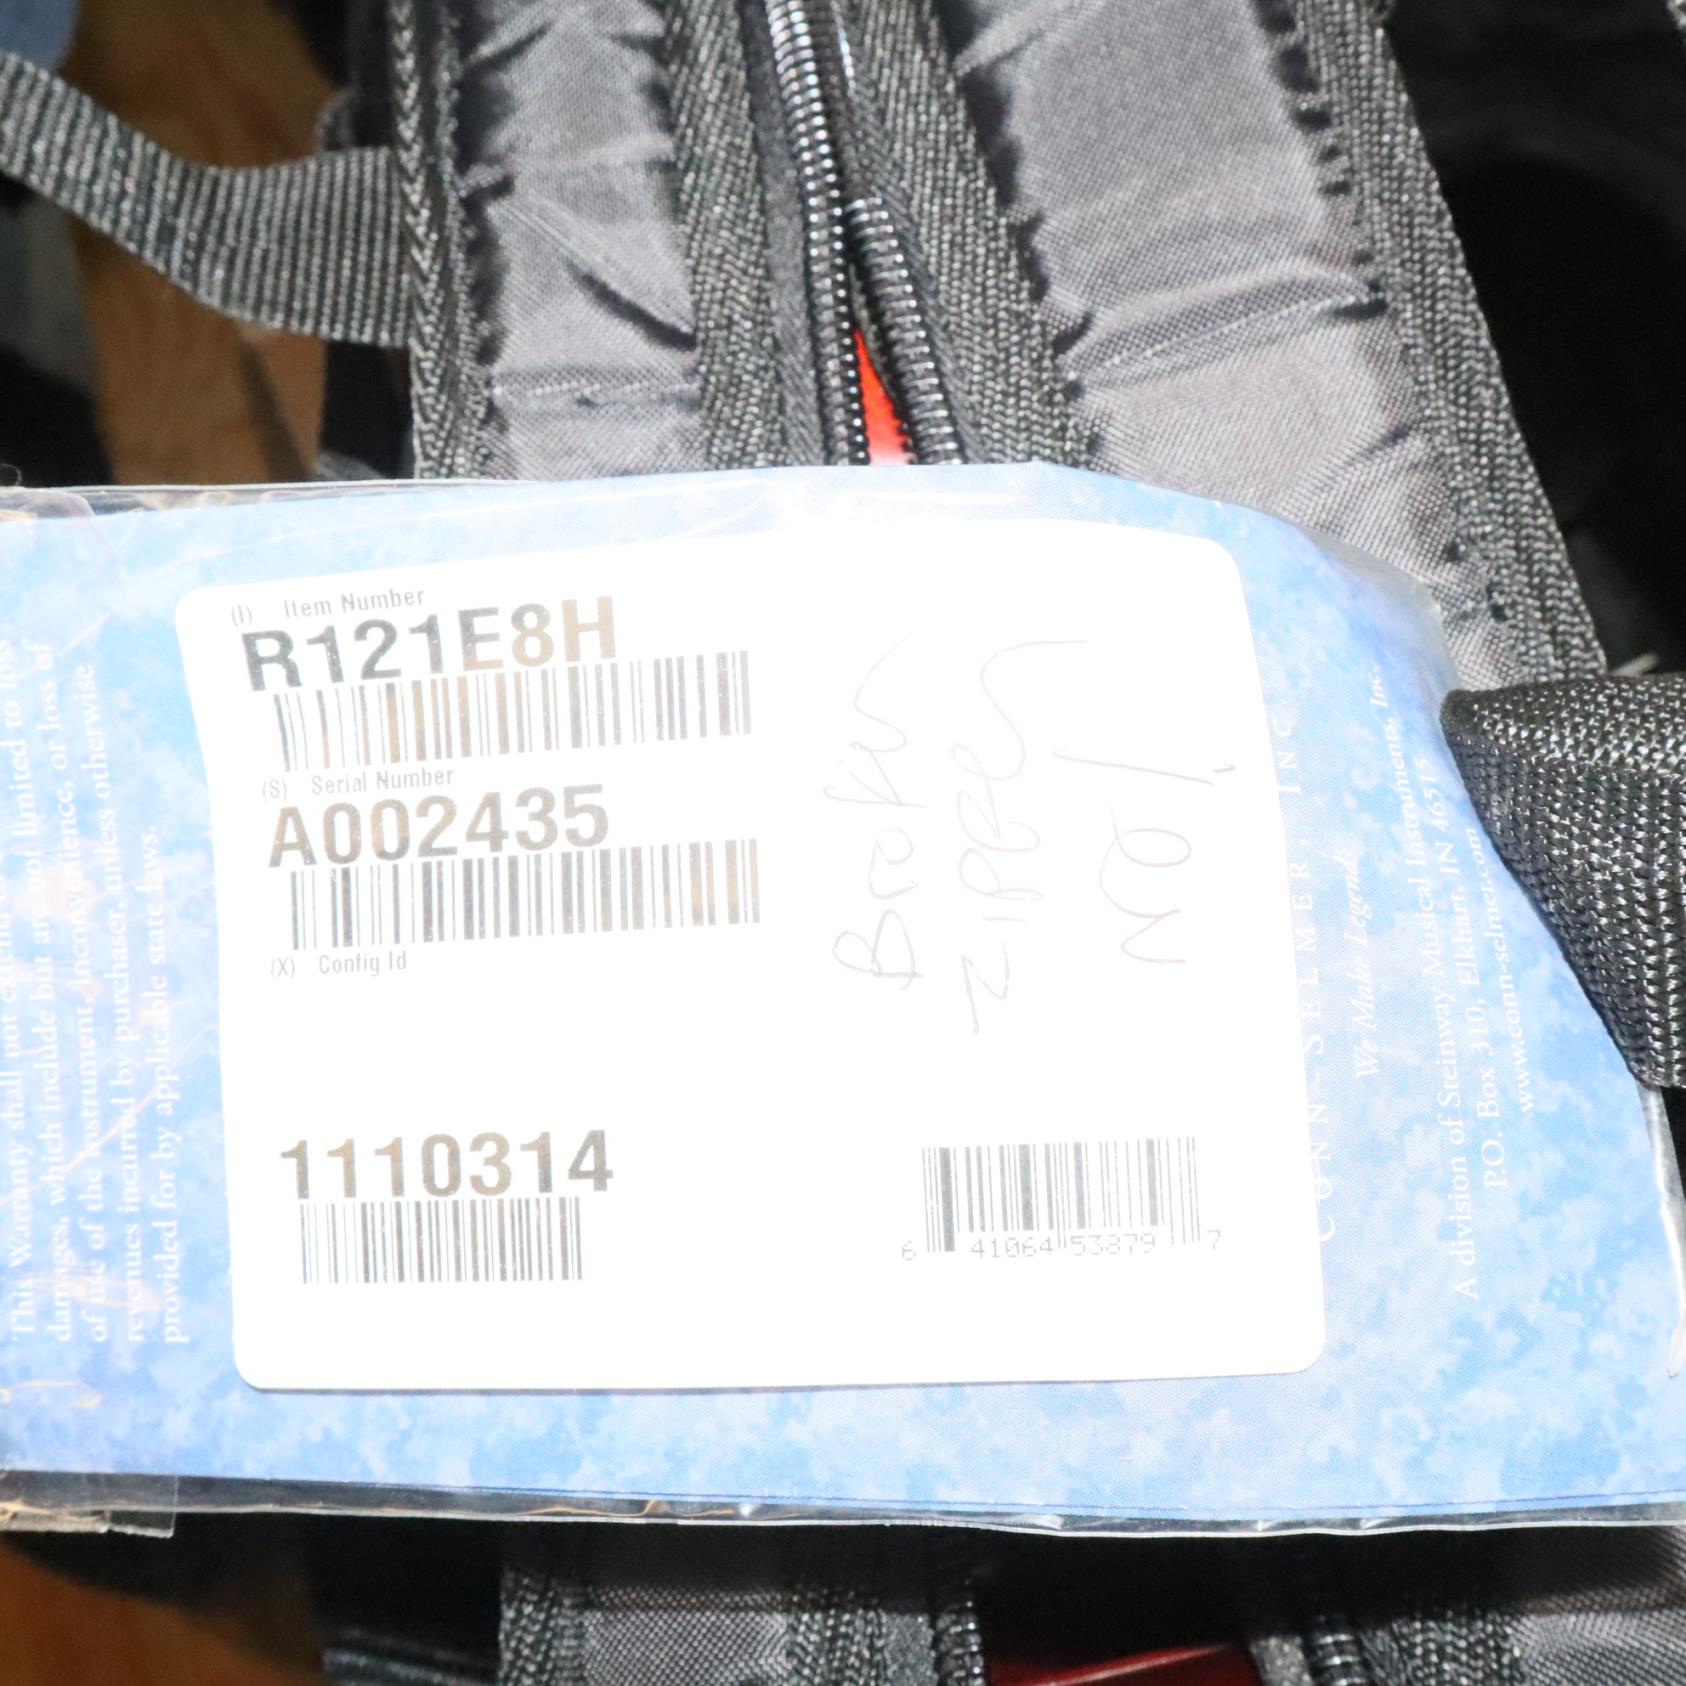 (I) Item Number
R121E8H
(S) Serial Number
A002435
(X) Config Id
1110314
6 41064 53879 7
Broken
ZIPPer
NO!
This Warranty shall not extend
damages, which include but are not limited to loss
of use of the instrument, inconvenience, or loss of
revenues incurred by purchaser, unless otherwise
provided for by applicable state laws.
CONN-SELMER, INC.
We Make Legends.
A division of Steinway Musical Instruments, Inc.
P.O. Box 310, Elkhart, IN 46515
www.conn-selmer.com